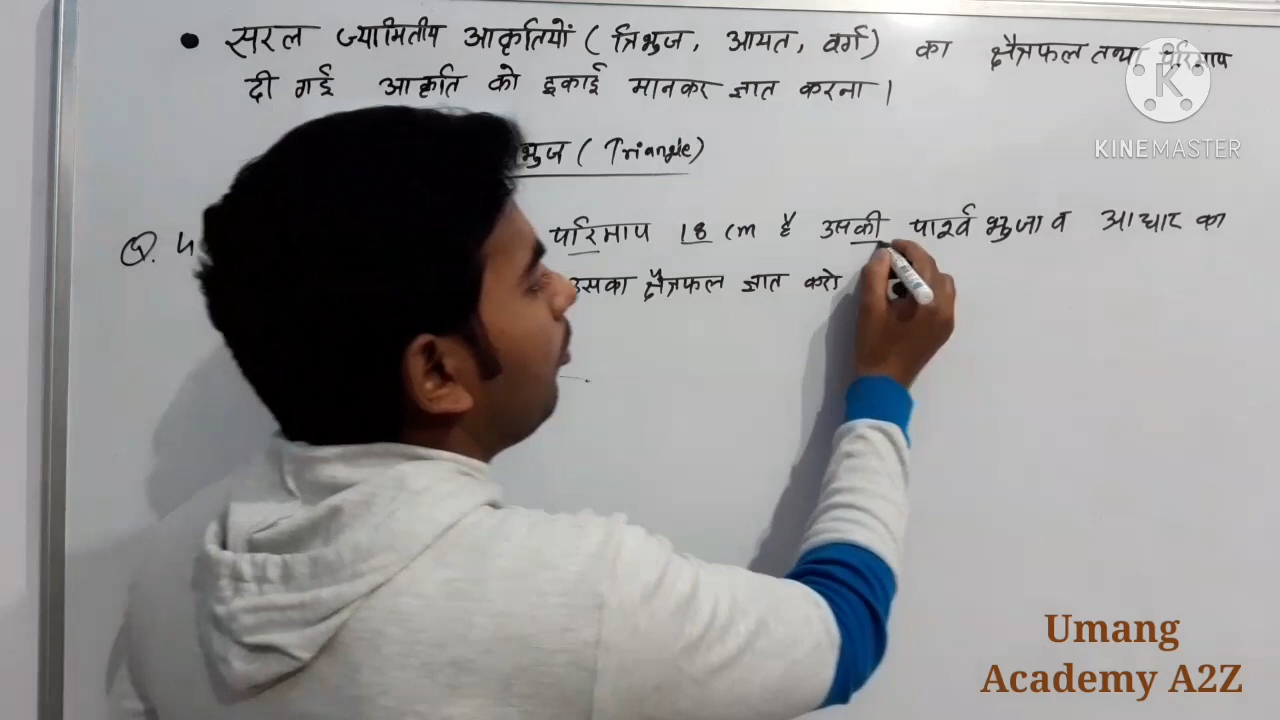 • सरल ज्यामितीय आकृतियों ( त्रिभुज, आयत, वर्ग) का क्षैत्रफल तथा परिमाप
दी गई आकृति को इकाई मानकर ज्ञात करना।
भुज ( Triangle)
Q. 4 परिमाप 18 cm है उसकी पार्श्व भुजा व आधार का
उसका क्षैत्रफल ज्ञात करो
KINEMASTER
Umang
Academy A2Z